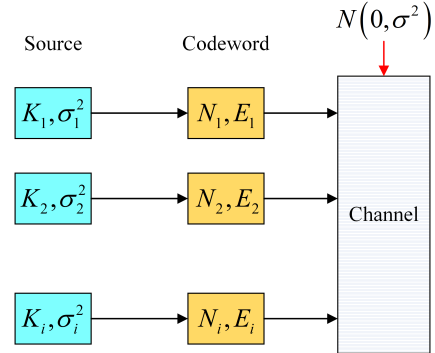 N(0,σ²)
Source Codeword
K₁,σ₁² N₁,E₁
K₂,σ₂² N₂,E₂
Channel
Kᵢ,σᵢ² Nᵢ,Eᵢ